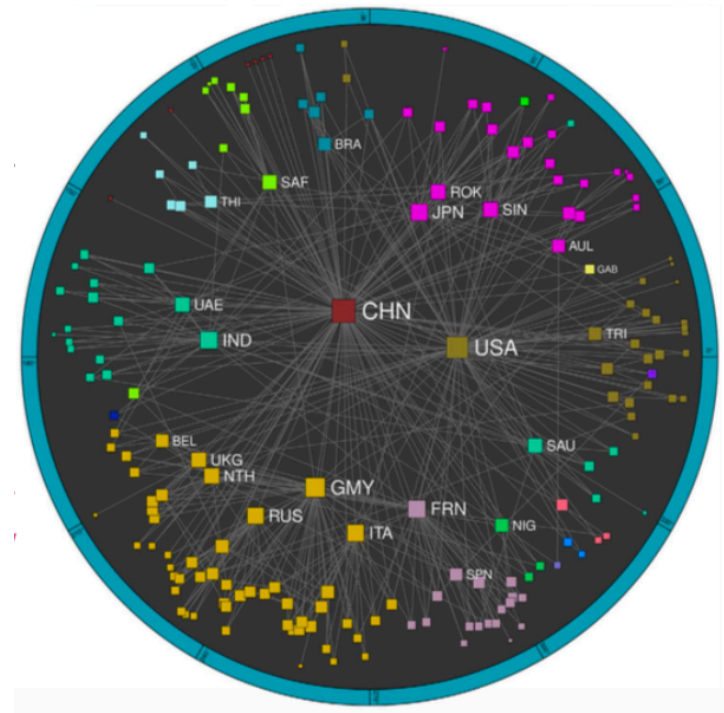 BRA
SAF
THI
ROK
JPN
SIN
AUL
GAB
UAE
CHN
IND
USA
TRI
BEL
UKG
NTH
GMY
SAU
RUS
FRN
NIG
ITA
SPN